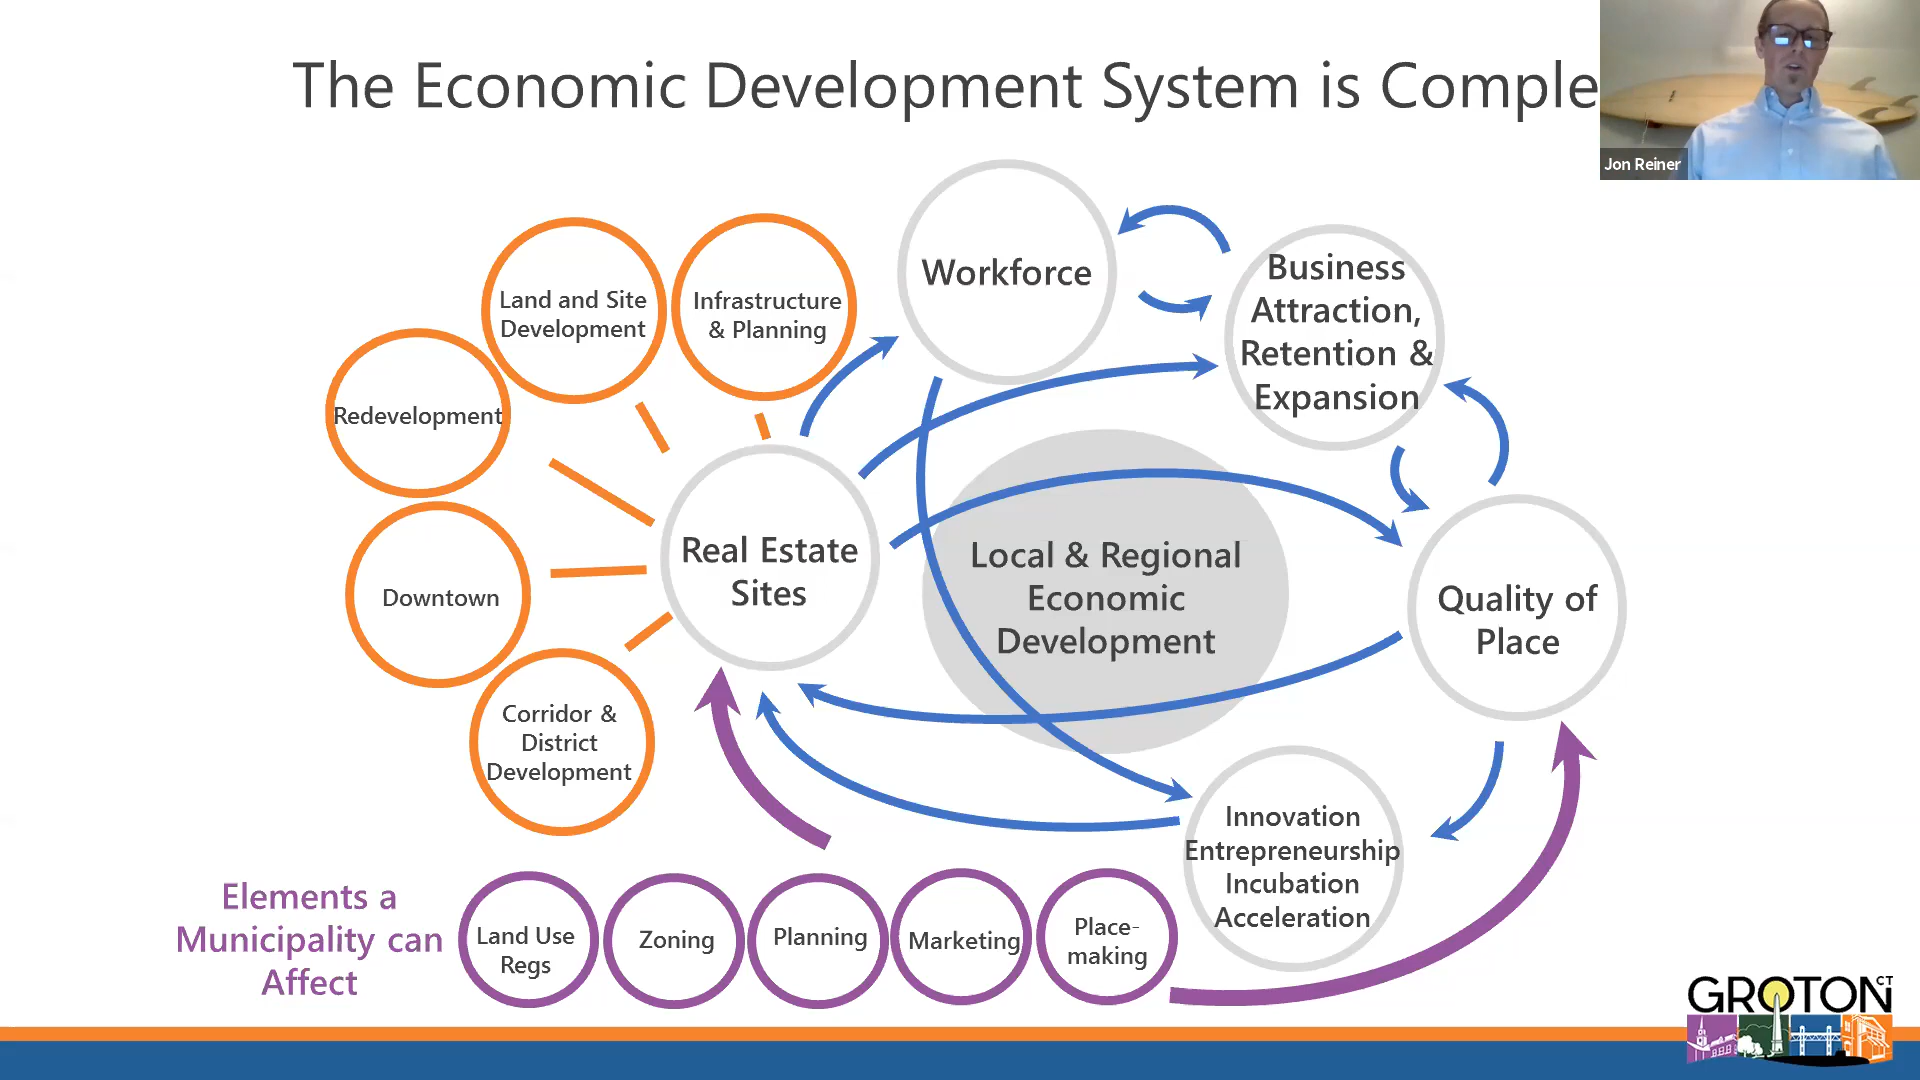 The Economic Development System is Comple
Jon Reiner
Workforce
Business
Attraction,
Retention &
Expansion
Land and Site
Development
Infrastructure
& Planning
Redevelopment
Real Estate
Sites
Local & Regional
Economic
Development
Quality of
Place
Downtown
Corridor &
District
Development
Innovation
Entrepreneurship
Incubation
Acceleration
Elements a
Municipality can
Affect
Land Use
Regs
Zoning
Planning
Marketing
Place-
making
GROTON CT